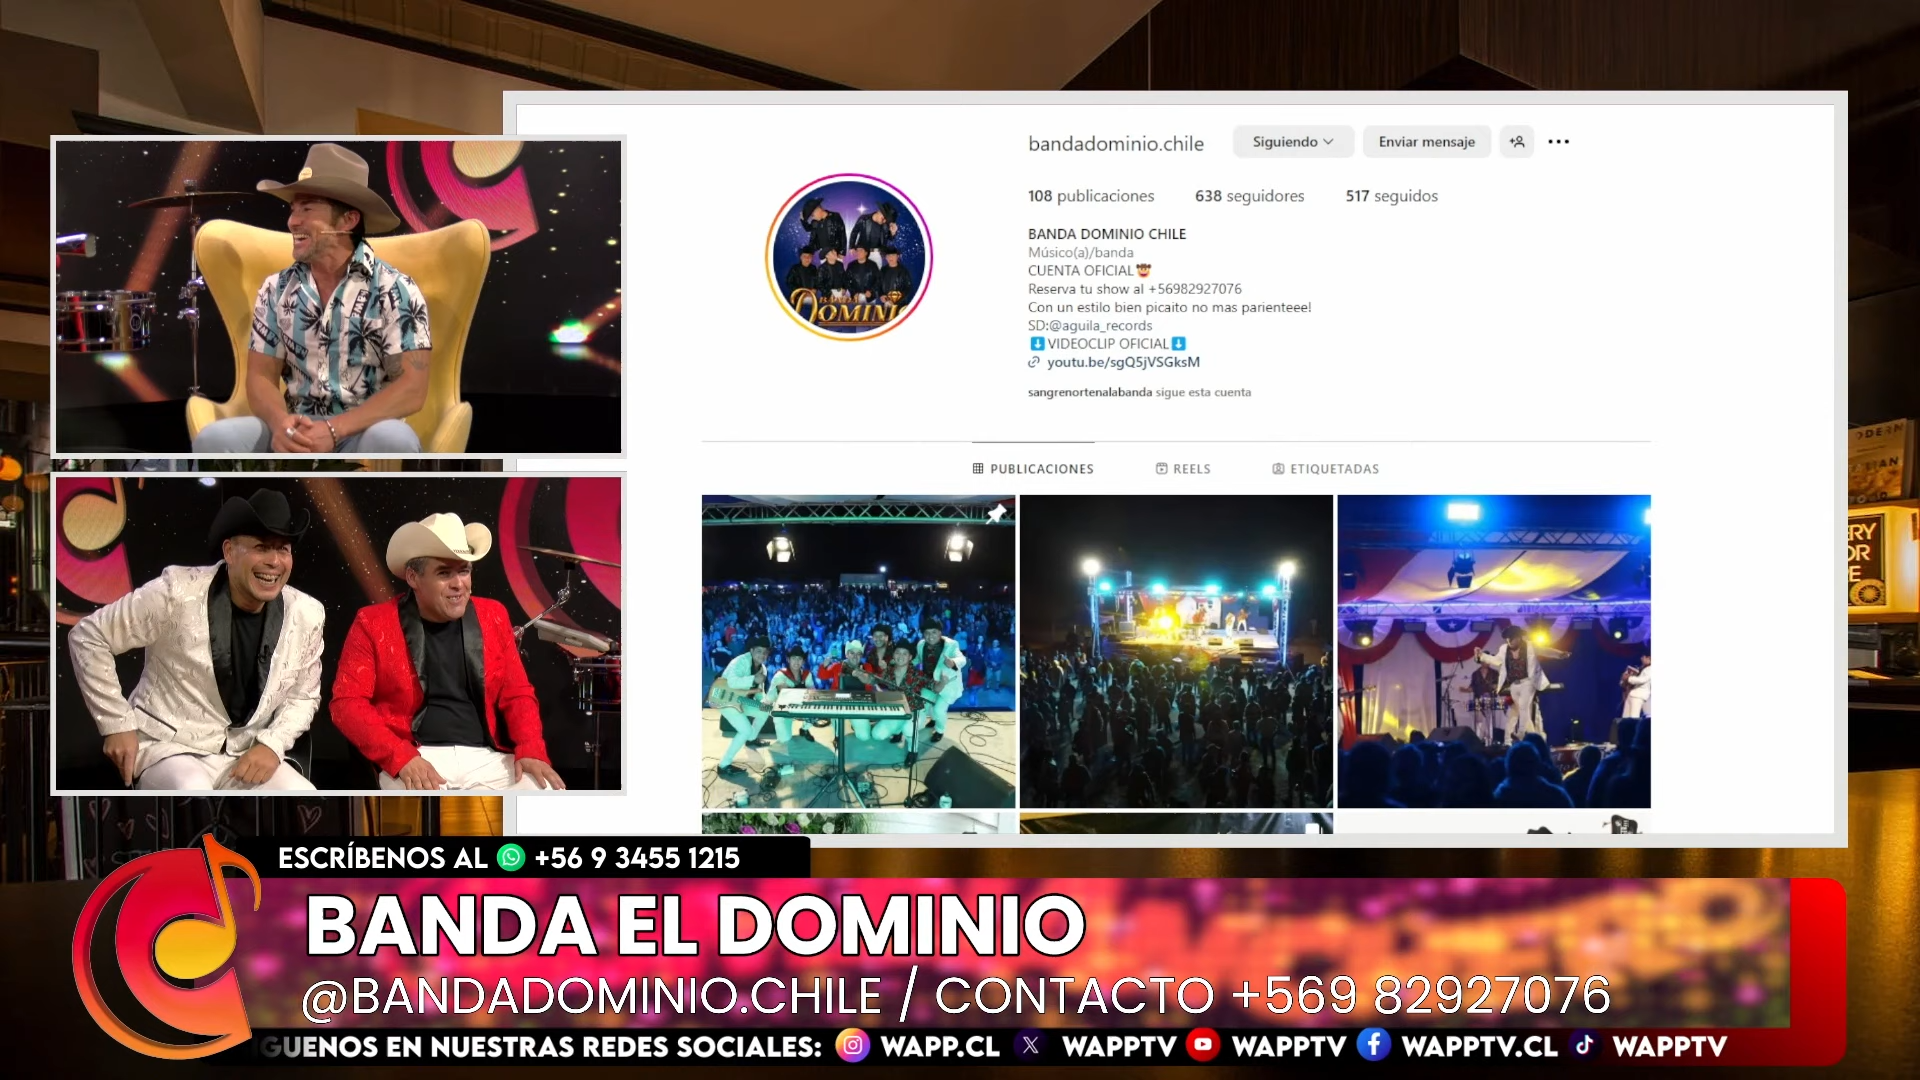 bandadominio.chile
Siguiendo
Enviar mensaje
108 publicaciones
638 seguidores
517 seguidos
BANDA DOMINIO CHILE
Músico(a)/banda
CUENTA OFICIAL🤠
Reserva tu show al +56982927076
Con un estilo bien picaito no mas parienteee!
SD:@aguila_records
⬇️VIDEOCLIP OFICIAL⬇️
youtu.be/sgQ5jVSGksM
sangrenortenalabanda sigue esta cuenta
PUBLICACIONES
REELS
ETIQUETADAS
ESCRÍBENOS AL +56 9 3455 1215
BANDA EL DOMINIO
@BANDADOMINIO.CHILE / CONTACTO +569 82927076
GUENOS EN NUESTRAS REDES SOCIALES: WAPP.CL WAPPTV WAPPTV WAPPTV.CL WAPPTV